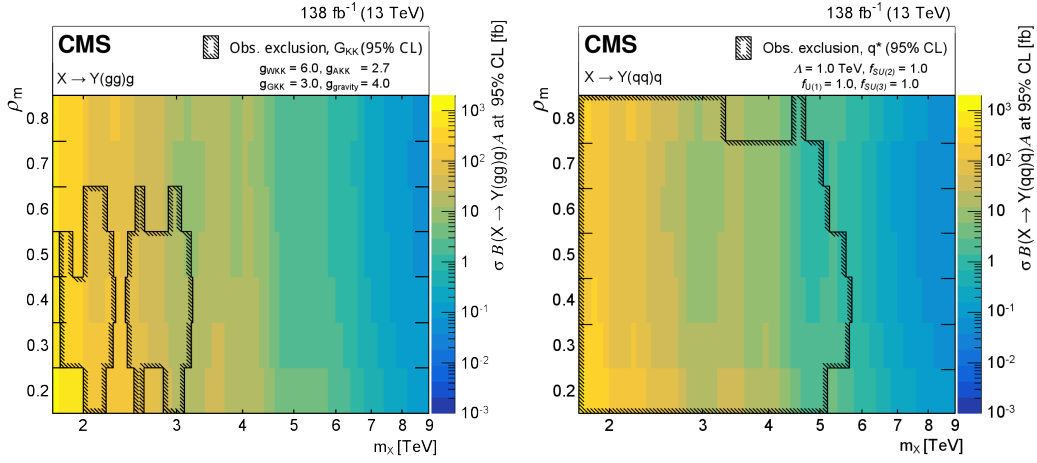 138 fb⁻¹ (13 TeV)
CMS
Obs. exclusion, G_KK (95% CL)
g_WKK = 6.0, g_AKK = 2.7
X → Y(gg)g
g_GKK = 3.0, g_gravity = 4.0
ρ_m
0.8
0.7
0.6
0.5
0.4
0.3
0.2
2 3 4 5 6 7 8 9
m_X [TeV]
10³
10²
10
1
10⁻¹
10⁻²
10⁻³
σ B(X → Y(gg)g)A at 95% CL [fb]
138 fb⁻¹ (13 TeV)
CMS
Obs. exclusion, q* (95% CL)
Λ = 1.0 TeV, f_SU(2) = 1.0
X → Y(qq)q
f_U(1) = 1.0, f_SU(3) = 1.0
ρ_m
0.8
0.7
0.6
0.5
0.4
0.3
0.2
2 3 4 5 6 7 8 9
m_X [TeV]
10³
10²
10
1
10⁻¹
10⁻²
10⁻³
σ B(X → Y(qq)q)A at 95% CL [fb]